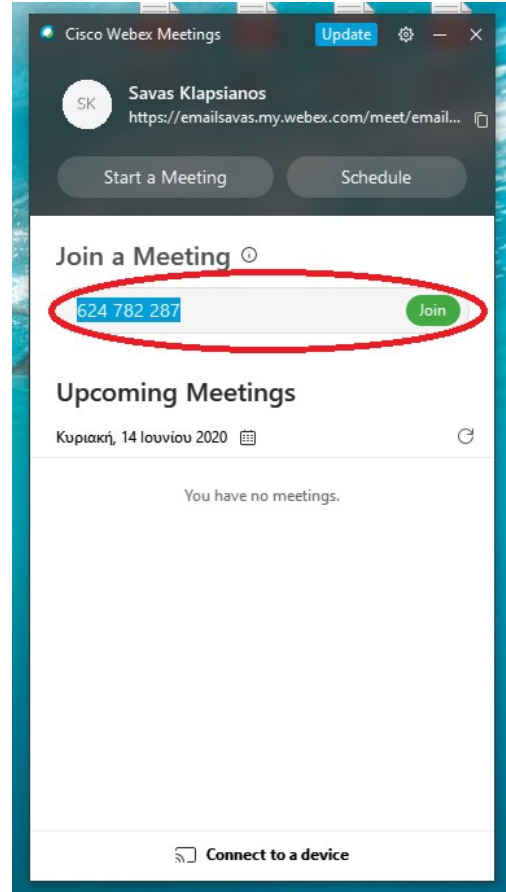 Cisco Webex Meetings Update
SK
Savas Klapsianos
https://emailsavas.my.webex.com/meet/email...
Start a Meeting Schedule
Join a Meeting
624 782 287 Join
Upcoming Meetings
Κυριακή, 14 Ιουνίου 2020
You have no meetings.
Connect to a device